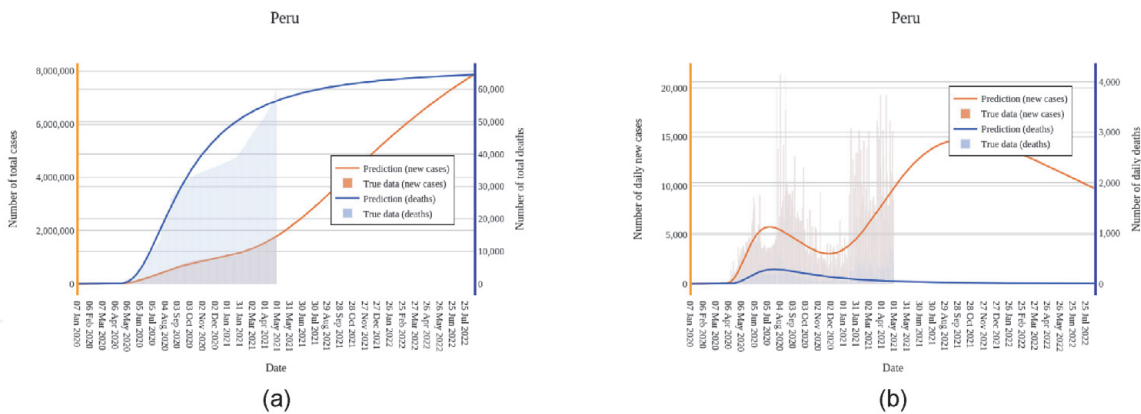 Peru
Number of total cases
8,000,000
6,000,000
4,000,000
2,000,000
0
60,000
50,000
40,000
30,000
20,000
10,000
0
Number of total deaths
Prediction (new cases)
True data (new cases)
Prediction (deaths)
True data (deaths)
07 Jan 2020
06 Feb 2020
07 Mar 2020
06 Apr 2020
06 May 2020
05 Jun 2020
05 Jul 2020
04 Aug 2020
03 Sep 2020
03 Oct 2020
02 Nov 2020
02 Dec 2020
01 Jan 2021
31 Jan 2021
02 Mar 2021
01 Apr 2021
01 May 2021
31 May 2021
30 Jun 2021
30 Jul 2021
29 Aug 2021
28 Sep 2021
28 Oct 2021
27 Nov 2021
27 Dec 2021
26 Jan 2022
25 Feb 2022
27 Mar 2022
26 Apr 2022
26 May 2022
25 Jun 2022
25 Jul 2022
Date
(a)
Peru
Number of daily new cases
20,000
15,000
10,000
5,000
0
4,000
3,000
2,000
1,000
0
Number of daily deaths
Prediction (new cases)
True data (new cases)
Prediction (deaths)
True data (deaths)
07 Jan 2020
06 Feb 2020
07 Mar 2020
06 Apr 2020
06 May 2020
05 Jun 2020
05 Jul 2020
04 Aug 2020
03 Sep 2020
03 Oct 2020
02 Nov 2020
02 Dec 2020
01 Jan 2021
31 Jan 2021
02 Mar 2021
01 Apr 2021
01 May 2021
31 May 2021
30 Jun 2021
30 Jul 2021
29 Aug 2021
28 Sep 2021
28 Oct 2021
27 Nov 2021
27 Dec 2021
26 Jan 2022
25 Feb 2022
27 Mar 2022
26 Apr 2022
26 May 2022
25 Jun 2022
25 Jul 2022
Date
(b)